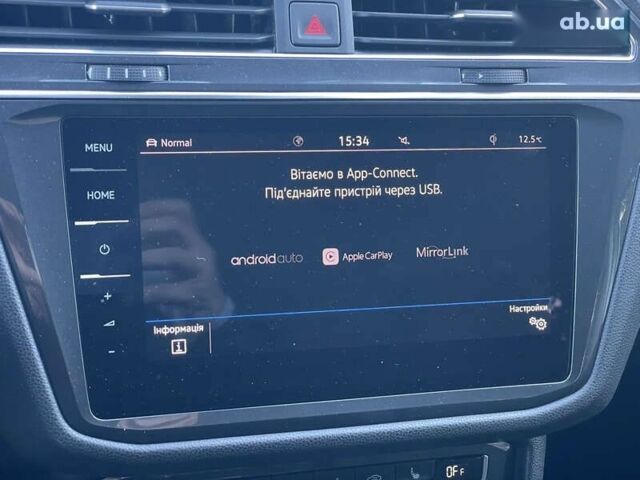 ab.ua
MENU
Normal 15:34 12.5°C
HOME
Вітаємо в App-Connect.
Під'єднайте пристрій через USB.
androidauto Apple CarPlay MirrorLink
+
-
Інформація
Настройки
i
OFF